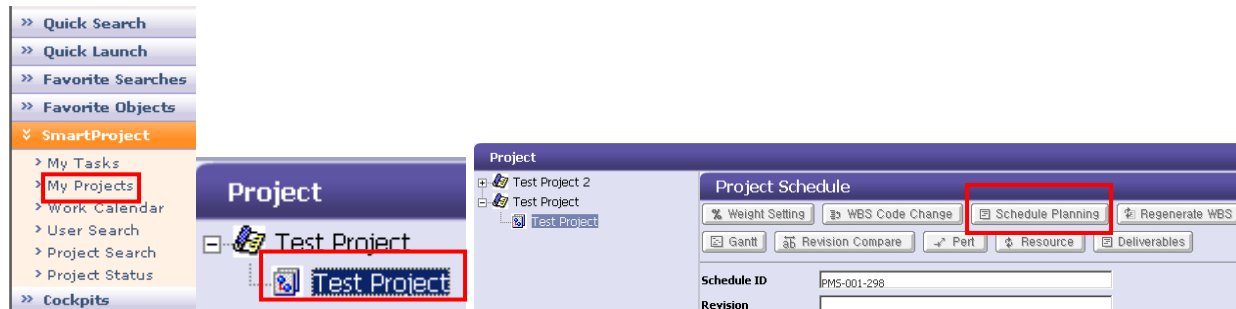 Quick Search
Quick Launch
Favorite Searches
Favorite Objects
SmartProject
My Tasks
My Projects
Work Calendar
User Search
Project Search
Project Status
Cockpits
Project
Test Project
Test Project
Project
Test Project 2
Test Project
Test Project
Project Schedule
Weight Setting WBS Code Change Schedule Planning Regenerate WBS
Gantt Revision Compare Pert Resource Deliverables
Schedule ID PMS-001-298
Revision